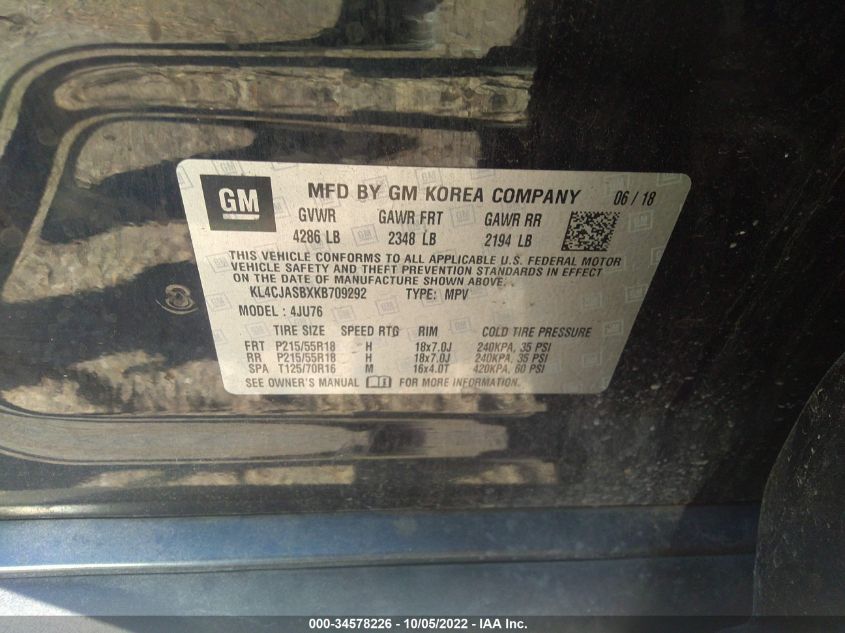 GM MFD BY GM KOREA COMPANY 06 / 18
GVWR GAWR FRT GAWR RR
4286 LB 2348 LB 2194 LB
THIS VEHICLE CONFORMS TO ALL APPLICABLE U.S. FEDERAL MOTOR
VEHICLE SAFETY AND THEFT PREVENTION STANDARDS IN EFFECT
ON THE DATE OF MANUFACTURE SHOWN ABOVE.
KL4CJASBXKB709292 TYPE: MPV
MODEL : 4JU76
TIRE SIZE SPEED RTG RIM COLD TIRE PRESSURE
FRT P215/55R18 H 18x7.0J 240KPA, 35 PSI
RR P215/55R18 H 18x7.0J 240KPA, 35 PSI
SPA T125/70R16 M 16x4.0T 420KPA, 60 PSI
SEE OWNER'S MANUAL FOR MORE INFORMATION.
000-34578226 - 10/05/2022 - IAA Inc.